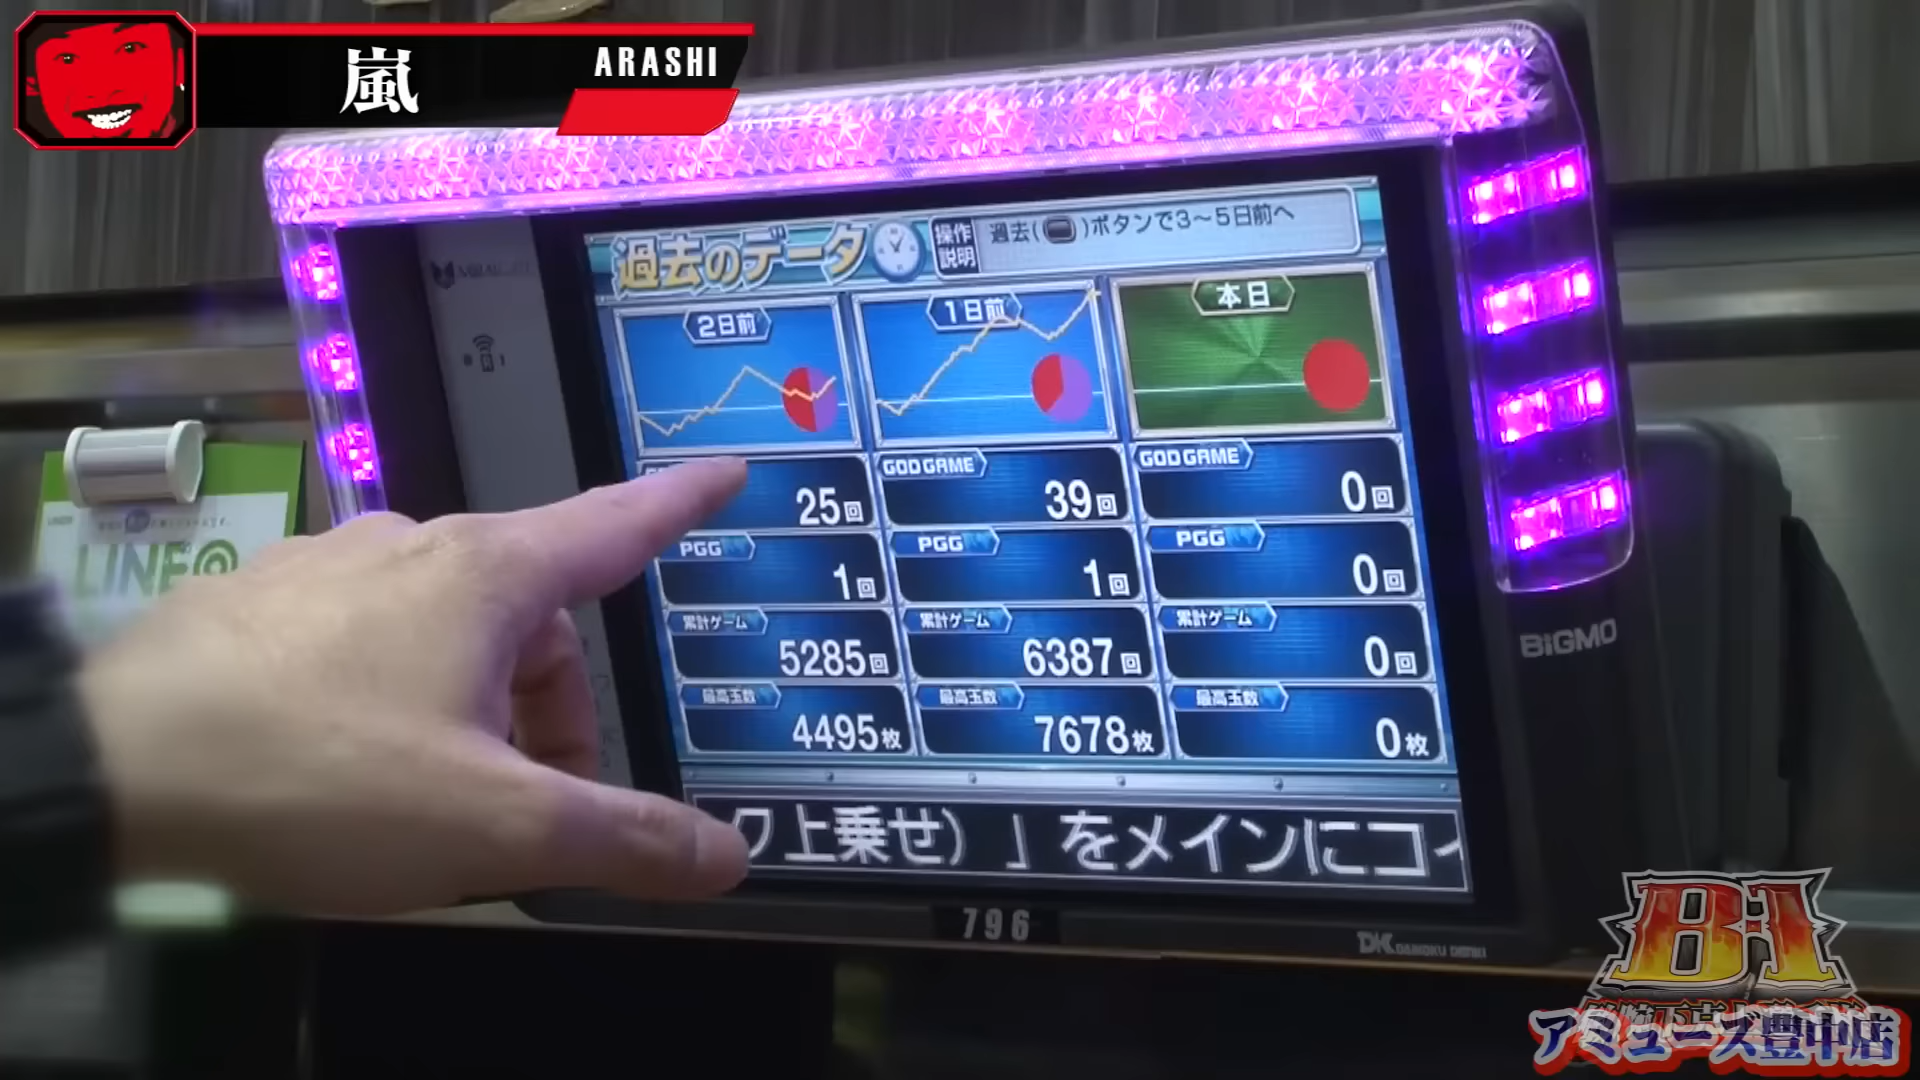 嵐
ARASHI
過去のデータ
操作説明
過去( )ボタンで3～5日前へ
2日前
1日前
本日
25回
GOD GAME
39回
GOD GAME
0回
PGG
1回
PGG
1回
PGG
0回
累計ゲーム
5285回
累計ゲーム
6387回
累計ゲーム
0回
最高玉数
4495枚
最高玉数
7678枚
最高玉数
0枚
ク上乗せ）」をメインにコ
796
BiGMO
DK DAIKOKU DENKI
LINE@
B-1
アミューズ豊中店